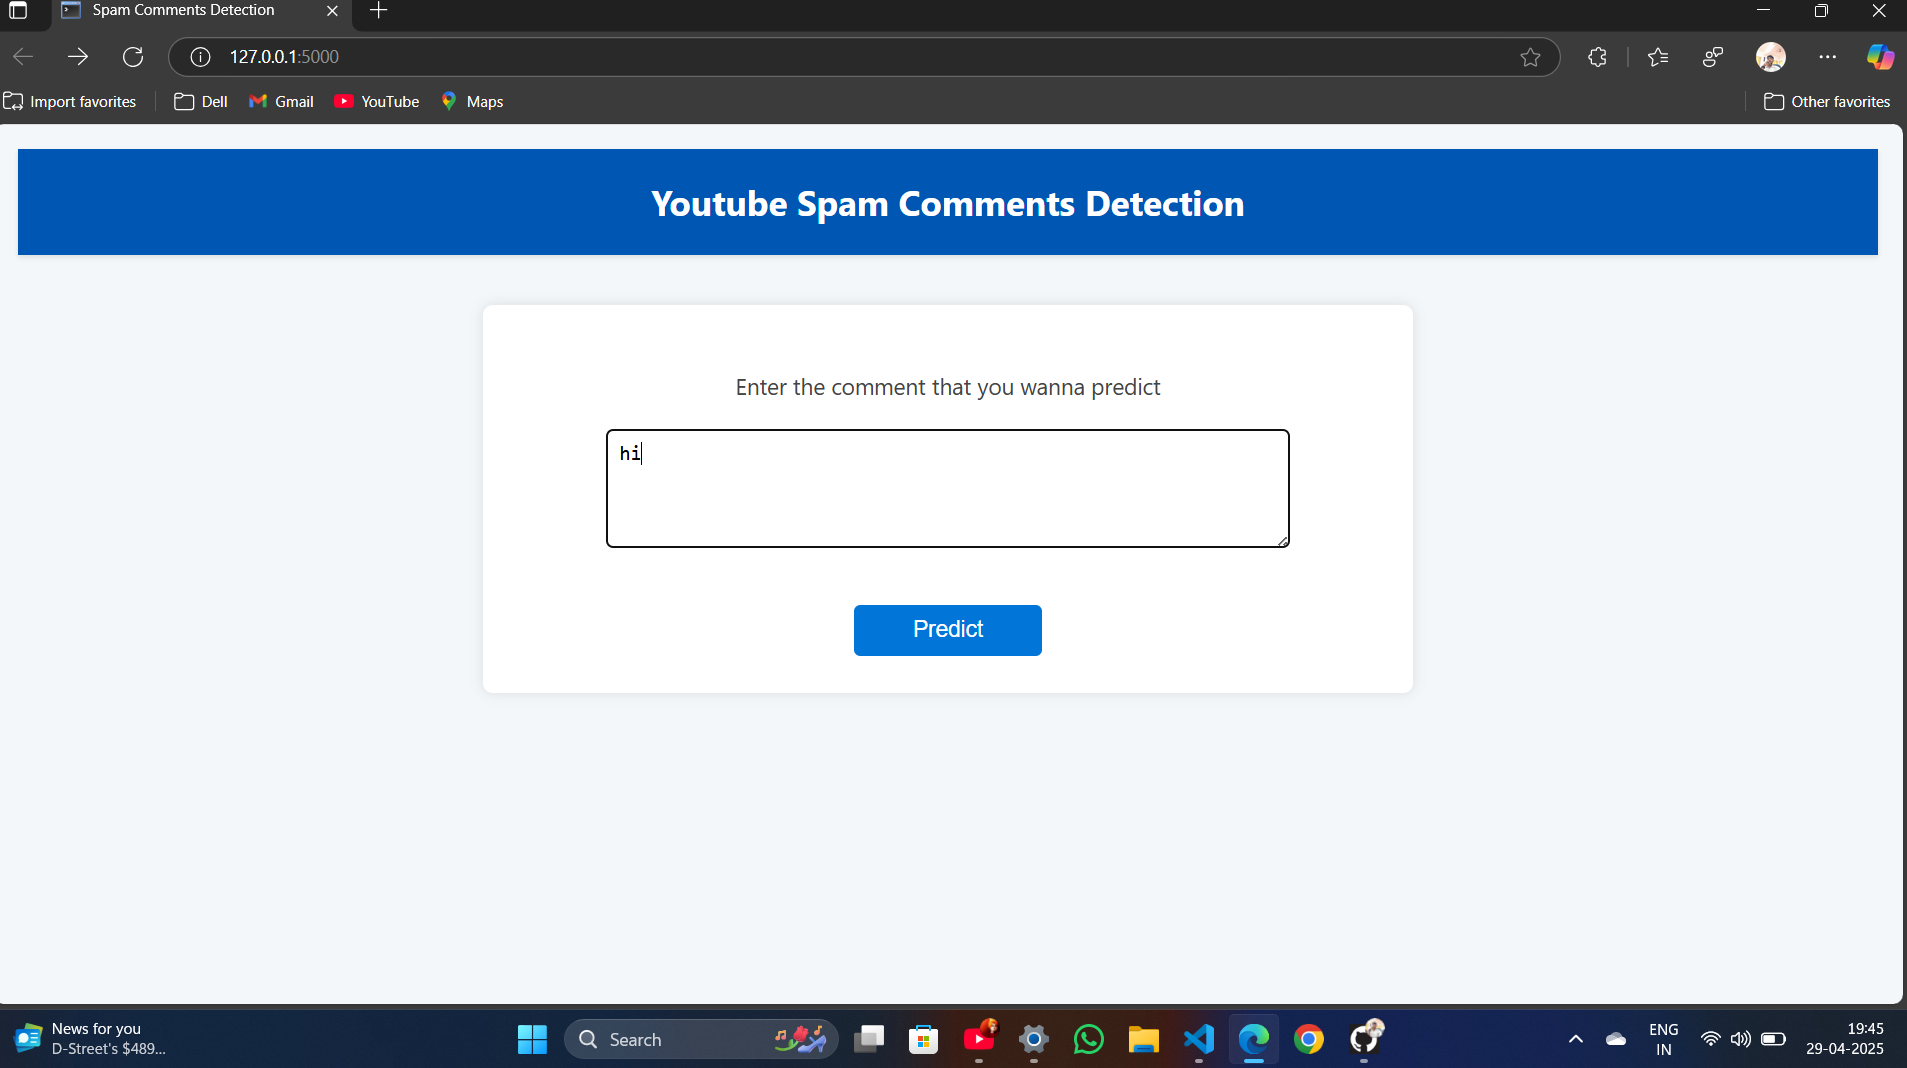 Spam Comments Detection
127.0.0.1:5000
Import favorites
Dell
Gmail
YouTube
Maps
Other favorites
Youtube Spam Comments Detection
Enter the comment that you wanna predict
hi
Predict
News for you
D-Street's $489...
Search
ENG
IN
19:45
29-04-2025